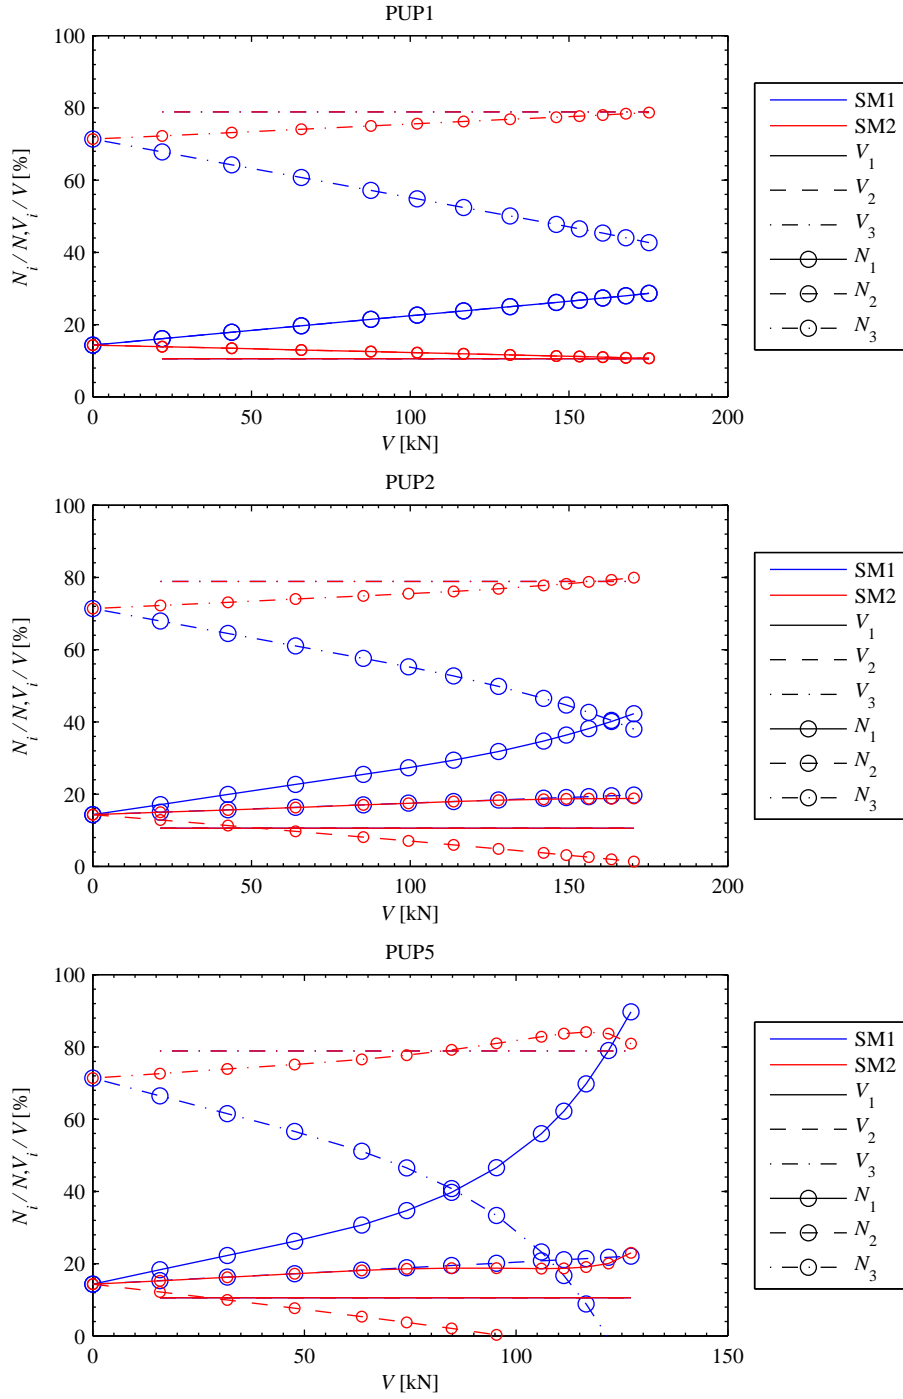 PUP1
100
80
60
40
20
0
N_i / N,V_i / V [%]
0 50 100 150 200
V [kN]
SM1
SM2
V_1
V_2
V_3
N_1
N_2
N_3
PUP2
100
80
60
40
20
0
N_i / N,V_i / V [%]
0 50 100 150 200
V [kN]
SM1
SM2
V_1
V_2
V_3
N_1
N_2
N_3
PUP5
100
80
60
40
20
0
N_i / N,V_i / V [%]
0 50 100 150
V [kN]
SM1
SM2
V_1
V_2
V_3
N_1
N_2
N_3